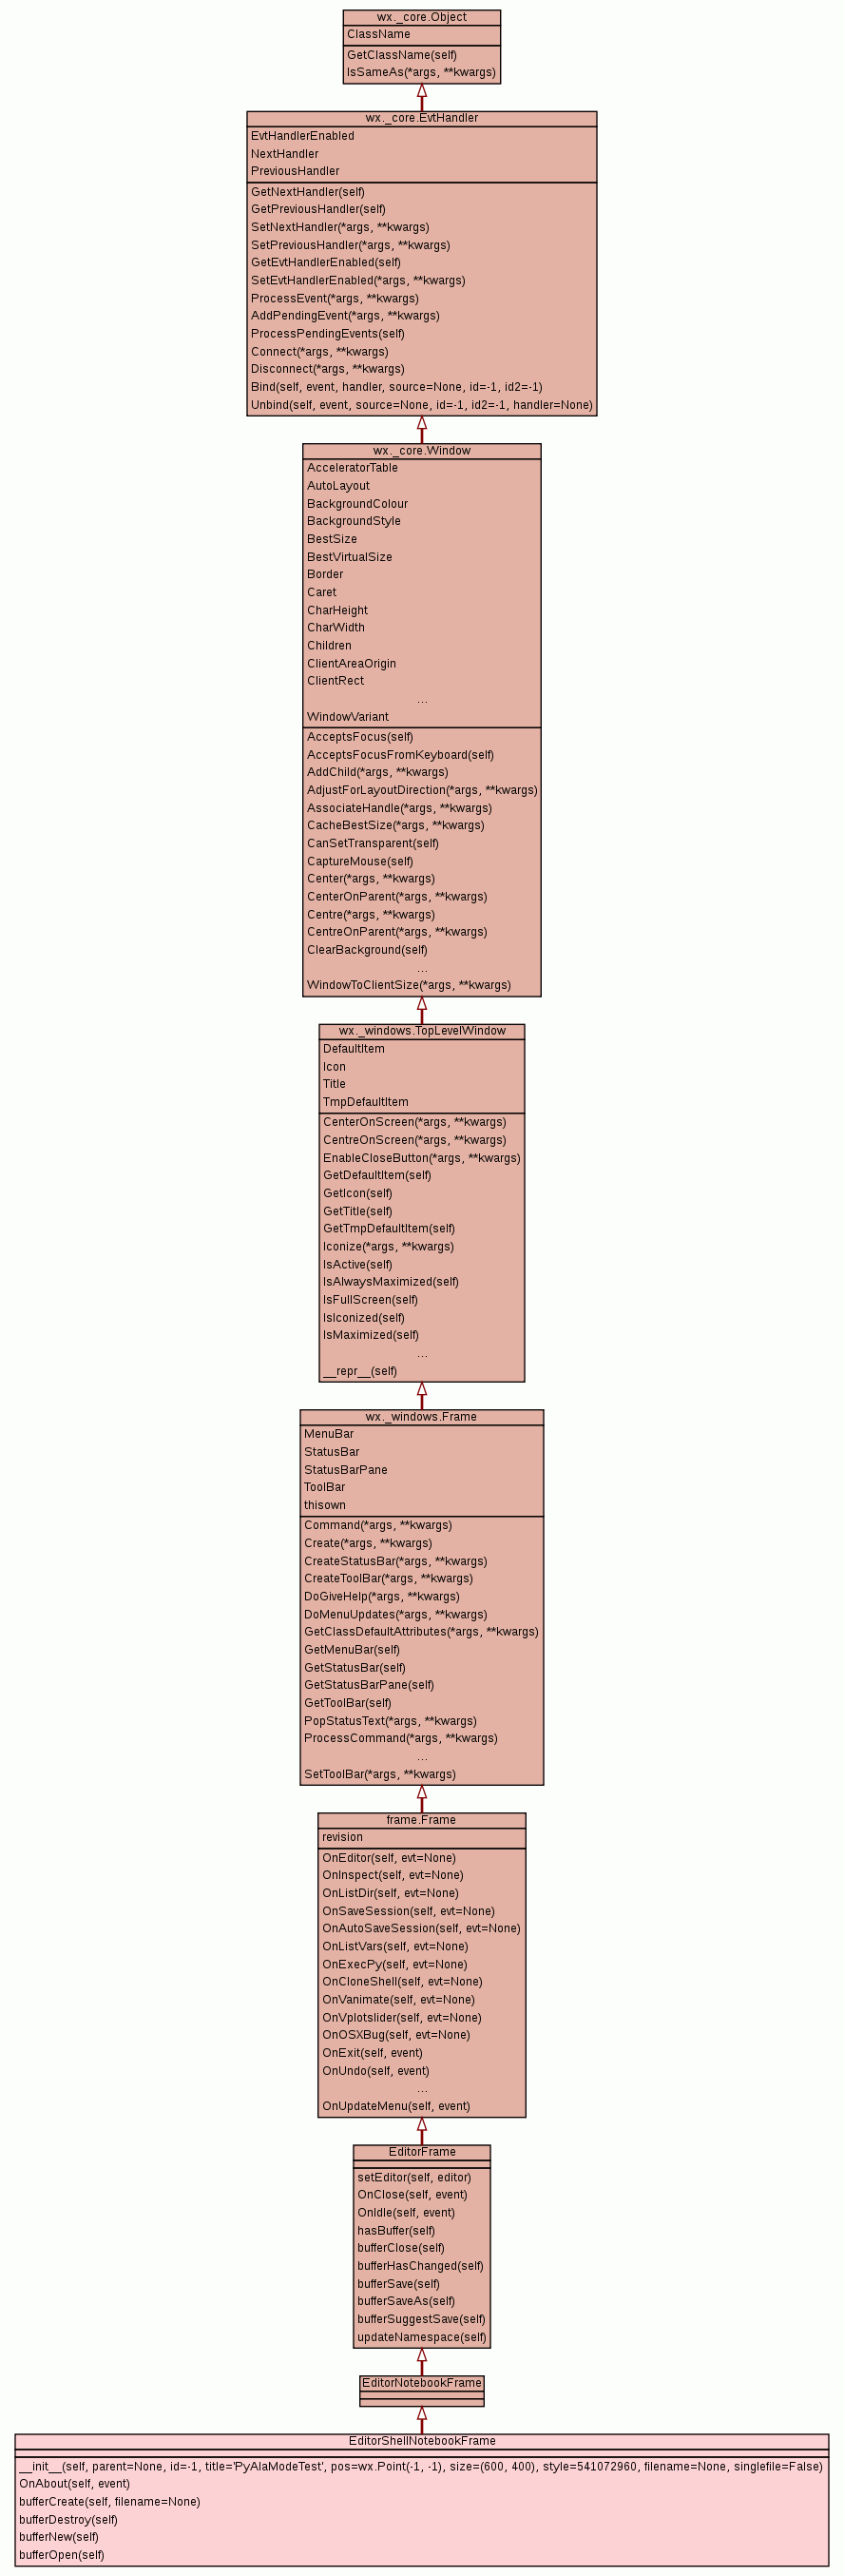 wx._core.Object
ClassName
GetClassName(self)
IsSameAs(*args, **kwargs)
wx._core.EvtHandler
EvtHandlerEnabled
NextHandler
PreviousHandler
GetNextHandler(self)
GetPreviousHandler(self)
SetNextHandler(*args, **kwargs)
SetPreviousHandler(*args, **kwargs)
GetEvtHandlerEnabled(self)
SetEvtHandlerEnabled(*args, **kwargs)
ProcessEvent(*args, **kwargs)
AddPendingEvent(*args, **kwargs)
ProcessPendingEvents(self)
Connect(*args, **kwargs)
Disconnect(*args, **kwargs)
Bind(self, event, handler, source=None, id=-1, id2=-1)
Unbind(self, event, source=None, id=-1, id2=-1, handler=None)
wx._core.Window
AcceleratorTable
AutoLayout
BackgroundColour
BackgroundStyle
BestSize
BestVirtualSize
Border
Caret
CharHeight
CharWidth
Children
ClientAreaOrigin
ClientRect
...
WindowVariant
AcceptsFocus(self)
AcceptsFocusFromKeyboard(self)
AddChild(*args, **kwargs)
AdjustForLayoutDirection(*args, **kwargs)
AssociateHandle(*args, **kwargs)
CacheBestSize(*args, **kwargs)
CanSetTransparent(self)
CaptureMouse(self)
Center(*args, **kwargs)
CenterOnParent(*args, **kwargs)
Centre(*args, **kwargs)
CentreOnParent(*args, **kwargs)
ClearBackground(self)
...
WindowToClientSize(*args, **kwargs)
wx._windows.TopLevelWindow
DefaultItem
Icon
Title
TmpDefaultItem
CenterOnScreen(*args, **kwargs)
CentreOnScreen(*args, **kwargs)
EnableCloseButton(*args, **kwargs)
GetDefaultItem(self)
GetIcon(self)
GetTitle(self)
GetTmpDefaultItem(self)
Iconize(*args, **kwargs)
IsActive(self)
IsAlwaysMaximized(self)
IsFullScreen(self)
IsIconized(self)
IsMaximized(self)
...
__repr__(self)
wx._windows.Frame
MenuBar
StatusBar
StatusBarPane
ToolBar
thisown
Command(*args, **kwargs)
Create(*args, **kwargs)
CreateStatusBar(*args, **kwargs)
CreateToolBar(*args, **kwargs)
DoGiveHelp(*args, **kwargs)
DoMenuUpdates(*args, **kwargs)
GetClassDefaultAttributes(*args, **kwargs)
GetMenuBar(self)
GetStatusBar(self)
GetStatusBarPane(self)
GetToolBar(self)
PopStatusText(*args, **kwargs)
ProcessCommand(*args, **kwargs)
...
SetToolBar(*args, **kwargs)
frame.Frame
revision
OnEditor(self, evt=None)
OnInspect(self, evt=None)
OnListDir(self, evt=None)
OnSaveSession(self, evt=None)
OnAutoSaveSession(self, evt=None)
OnListVars(self, evt=None)
OnExecPy(self, evt=None)
OnCloneShell(self, evt=None)
OnVanimate(self, evt=None)
OnVplotslider(self, evt=None)
OnOSXBug(self, evt=None)
OnExit(self, event)
OnUndo(self, event)
...
OnUpdateMenu(self, event)
EditorFrame
setEditor(self, editor)
OnClose(self, event)
OnIdle(self, event)
hasBuffer(self)
bufferClose(self)
bufferHasChanged(self)
bufferSave(self)
bufferSaveAs(self)
bufferSuggestSave(self)
updateNamespace(self)
EditorNotebookFrame
EditorShellNotebookFrame
__init__(self, parent=None, id=-1, title='PyAlaModeTest', pos=wx.Point(-1, -1), size=(600, 400), style=541072960, filename=None, singlefile=False)
OnAbout(self, event)
bufferCreate(self, filename=None)
bufferDestroy(self)
bufferNew(self)
bufferOpen(self)